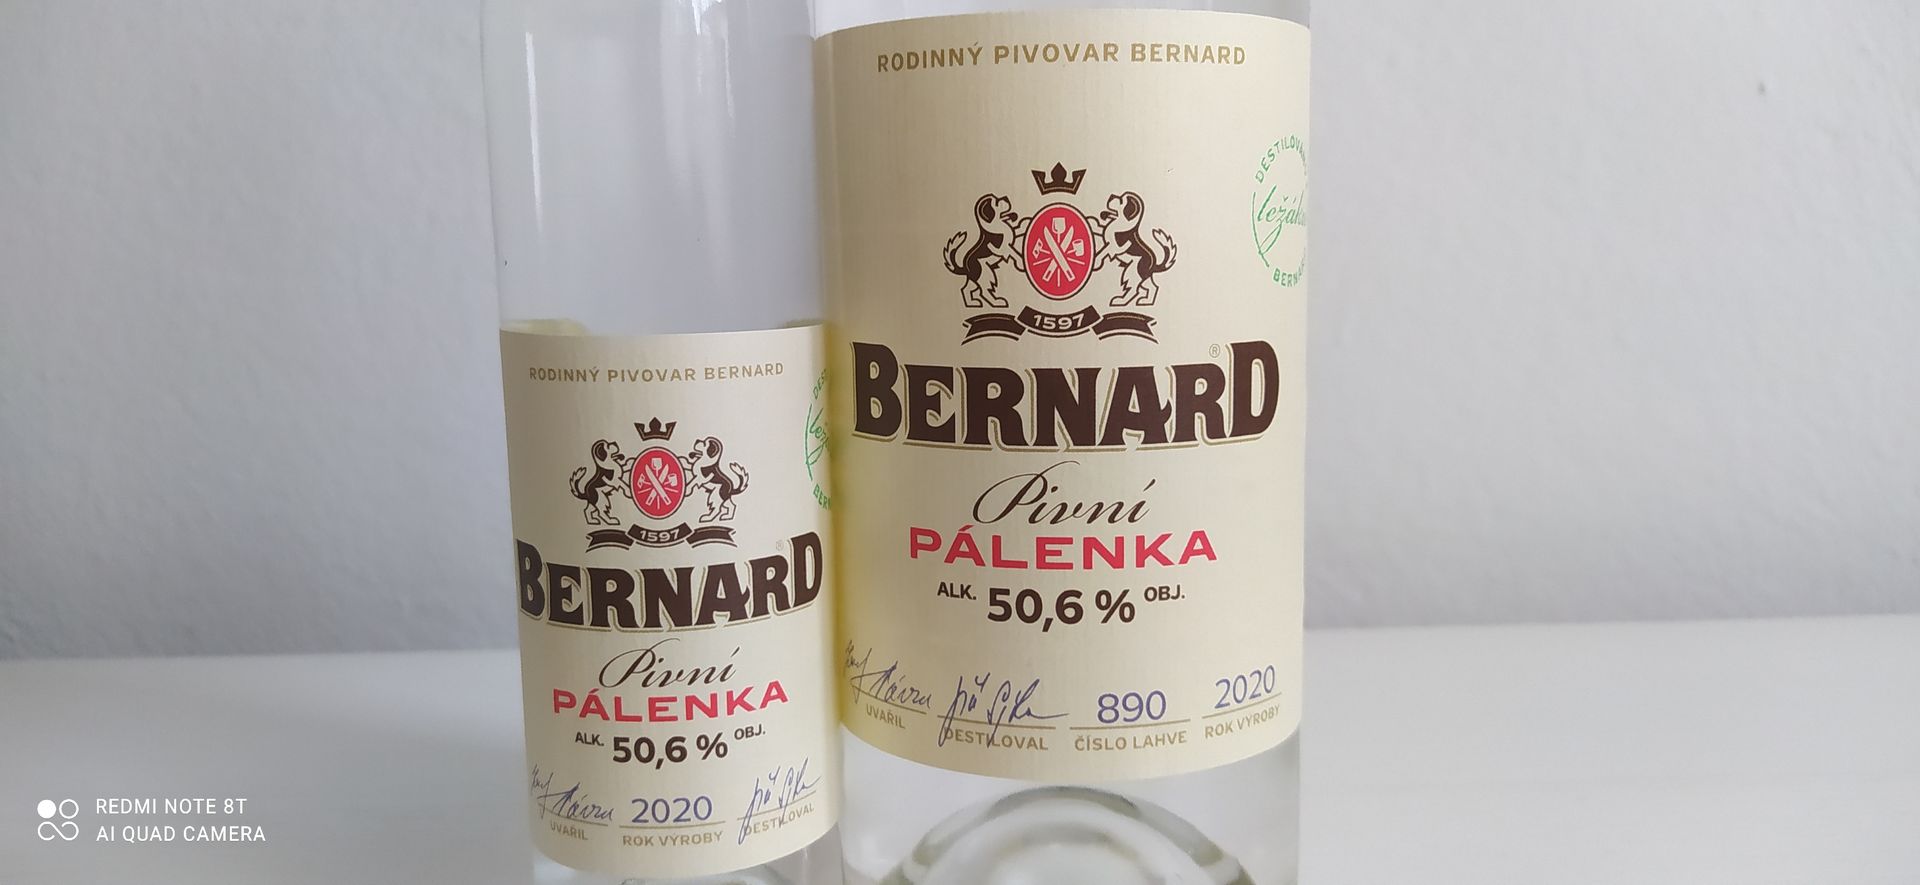 RODINNÝ PIVOVAR BERNARD
1597
BERNARD
®
Pivní
PÁLENKA
ALK. 50,6 % OBJ.
2020
UVAŘIL
ROK VÝROBY
DESTILOVAL
RODINNÝ PIVOVAR BERNARD
1597
BERNARD
®
Pivní
PÁLENKA
ALK. 50,6 % OBJ.
890
2020
UVAŘIL
DESTILOVAL
ČÍSLO LAHVE
ROK VÝROBY
REDMI NOTE 8T
AI QUAD CAMERA